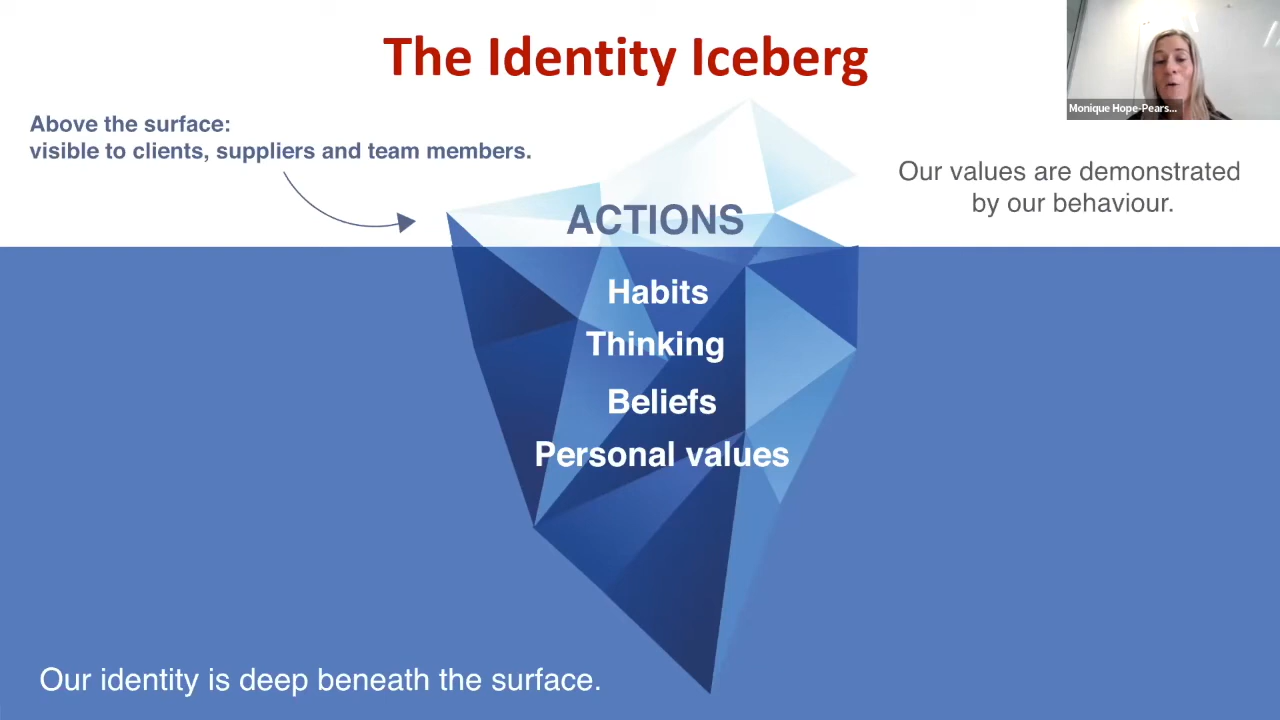 The Identity Iceberg
Monique Hope-Pears...
Above the surface:
visible to clients, suppliers and team members.
Our values are demonstrated
by our behaviour.
ACTIONS
Habits
Thinking
Beliefs
Personal values
Our identity is deep beneath the surface.